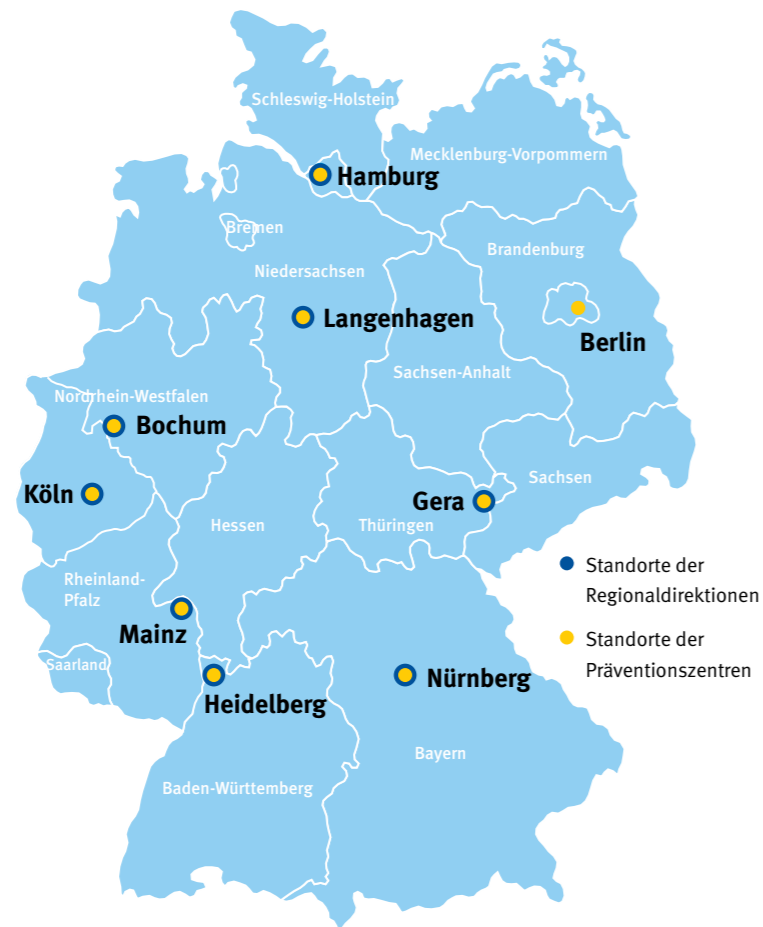 Schleswig-Holstein
Mecklenburg-Vorpommern
Hamburg
Bremen
Brandenburg
Niedersachsen
Langenhagen
Berlin
Sachsen-Anhalt
Nordrhein-Westfalen
Bochum
Sachsen
Köln
Gera
Hessen
Thüringen
Standorte der
Regionaldirektionen
Rheinland-
Pfalz
Mainz
Standorte der
Präventionszentren
Saarland
Heidelberg
Nürnberg
Bayern
Baden-Württemberg